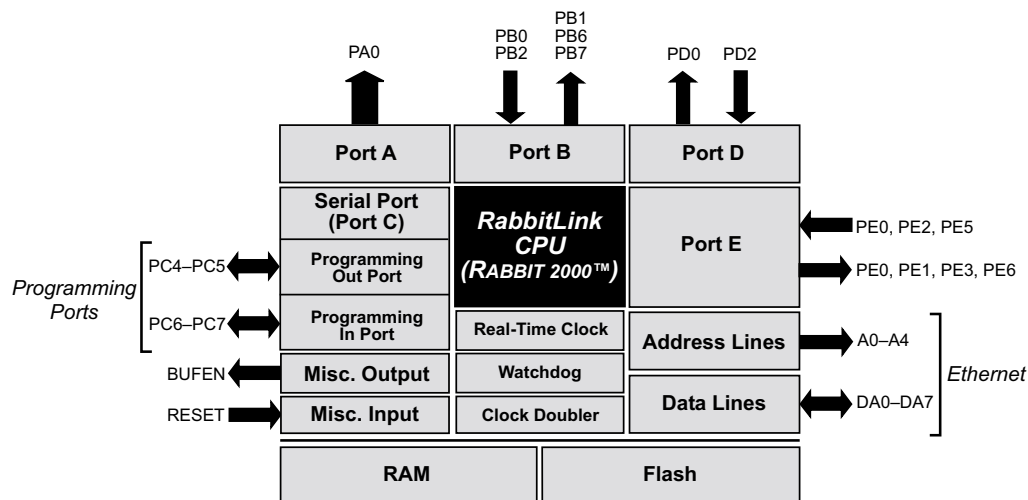 PA0
PB0
PB2
PB1
PB6
PB7
PD0
PD2
Port A
Port B
Port D
Serial Port
(Port C)
Programming
Out Port
Programming
In Port
Misc. Output
Misc. Input
RabbitLink
CPU
(RABBIT 2000™)
Real-Time Clock
Watchdog
Clock Doubler
Port E
Address Lines
Data Lines
RAM
Flash
Programming
Ports
PC4–PC5
PC6–PC7
BUFEN
RESET
PE0, PE2, PE5
PE0, PE1, PE3, PE6
A0–A4
DA0–DA7
Ethernet